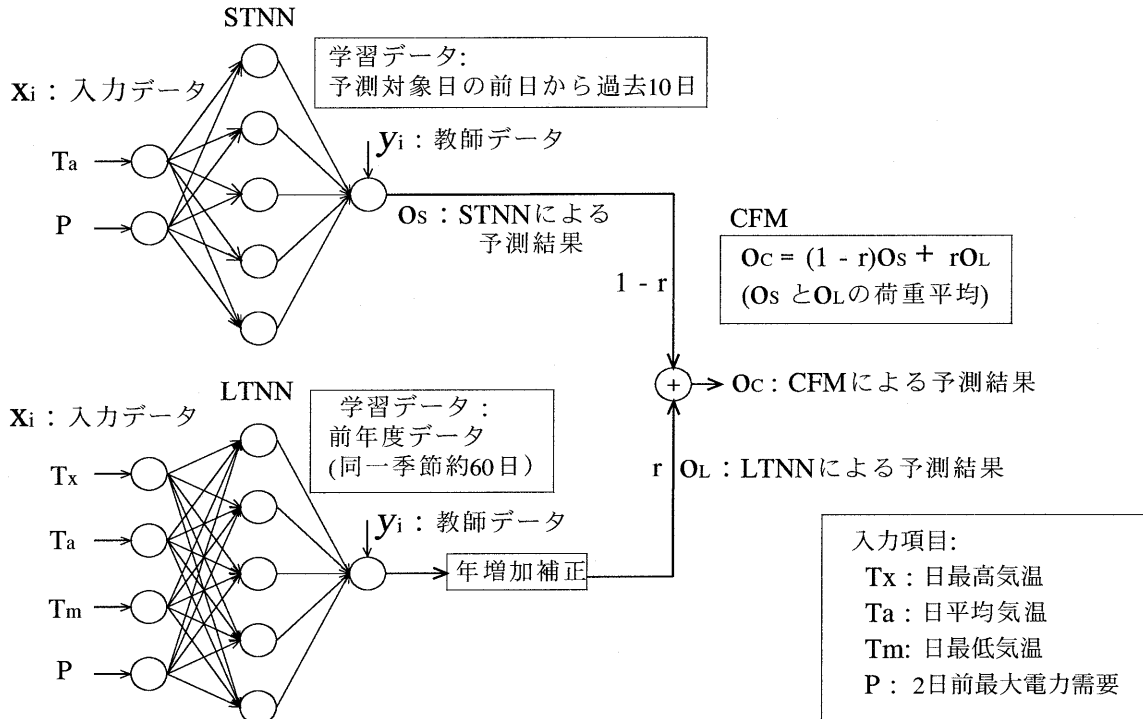 STNN
学習データ:
予測対象日の前日から過去10日
Xi：入力データ
yi：教師データ
Ta
P
Os：STNNによる
予測結果
CFM
Oc = (1 - r)Os + rOL
(OsとOLの荷重平均)
1 - r
+
Oc：CFMによる予測結果
LTNN
学習データ：
前年度データ
(同一季節約60日)
Xi：入力データ
Tx
r
OL：LTNNによる予測結果
yi：教師データ
Ta
年増加補正
Tm
P
入力項目:
Tx：日最高気温
Ta：日平均気温
Tm: 日最低気温
P： 2日前最大電力需要